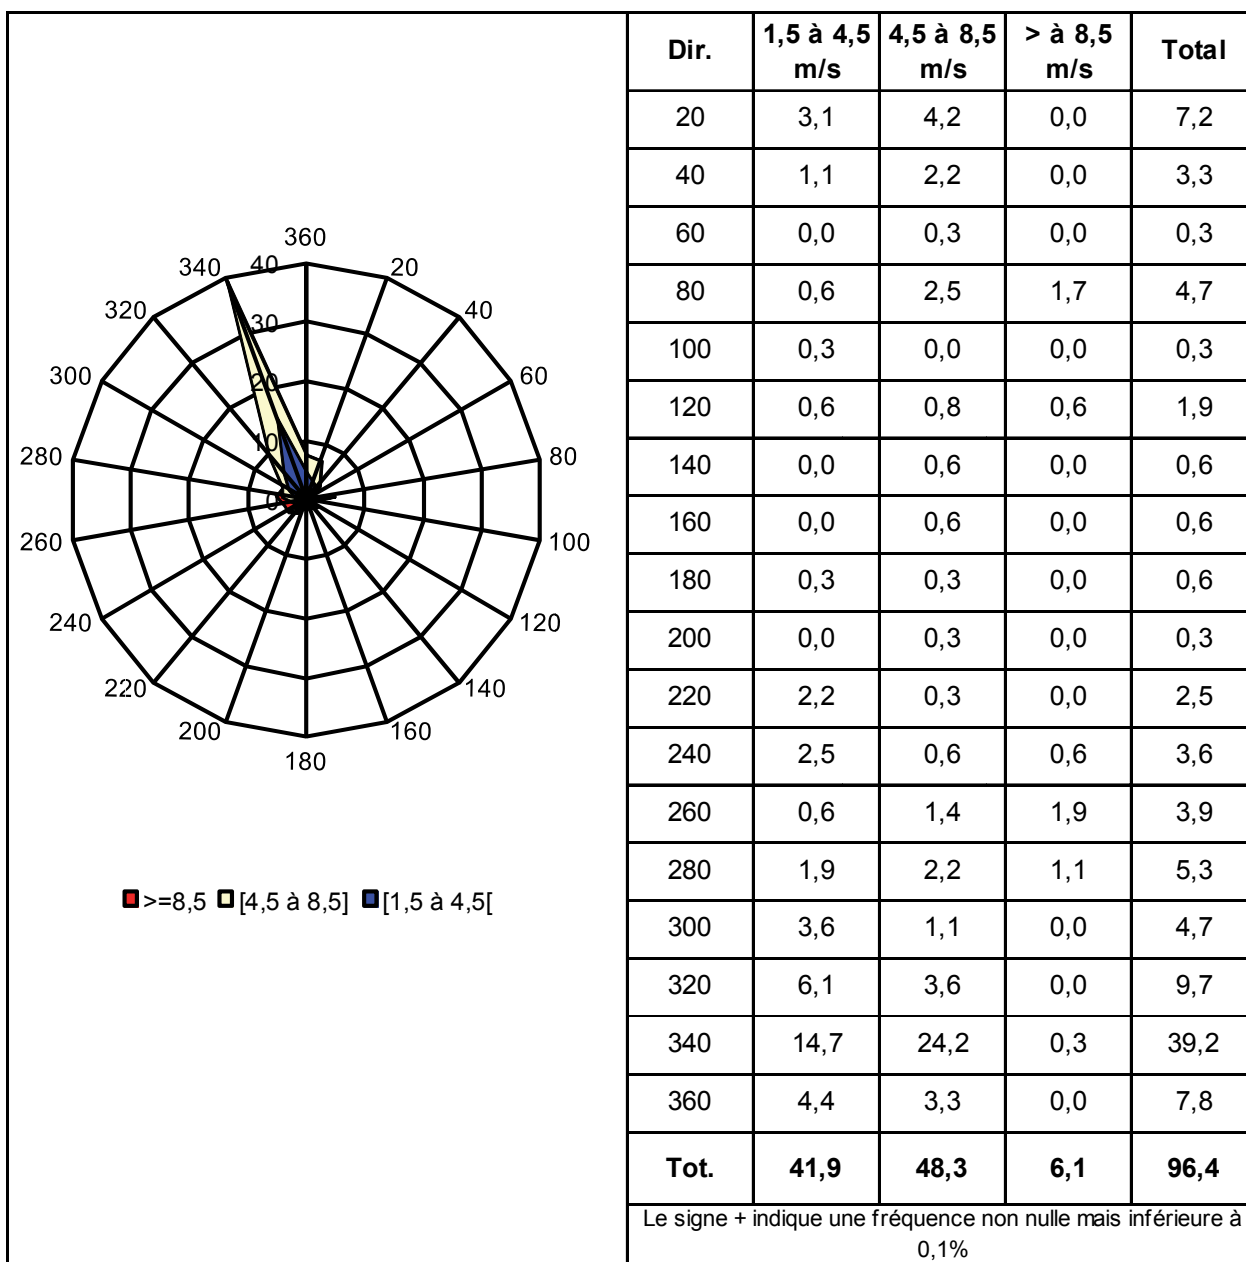 360
340 40 20
320 40
30
300 60
20
10
280 80
0
260 100
240 120
220 140
200 160
180
>=8,5 [4,5 à 8,5] [1,5 à 4,5[
Dir. 1,5 à 4,5 m/s 4,5 à 8,5 m/s > à 8,5 m/s Total
20 3,1 4,2 0,0 7,2
40 1,1 2,2 0,0 3,3
60 0,0 0,3 0,0 0,3
80 0,6 2,5 1,7 4,7
100 0,3 0,0 0,0 0,3
120 0,6 0,8 0,6 1,9
140 0,0 0,6 0,0 0,6
160 0,0 0,6 0,0 0,6
180 0,3 0,3 0,0 0,6
200 0,0 0,3 0,0 0,3
220 2,2 0,3 0,0 2,5
240 2,5 0,6 0,6 3,6
260 0,6 1,4 1,9 3,9
280 1,9 2,2 1,1 5,3
300 3,6 1,1 0,0 4,7
320 6,1 3,6 0,0 9,7
340 14,7 24,2 0,3 39,2
360 4,4 3,3 0,0 7,8
Tot. 41,9 48,3 6,1 96,4
Le signe + indique une fréquence non nulle mais inférieure à
0,1%